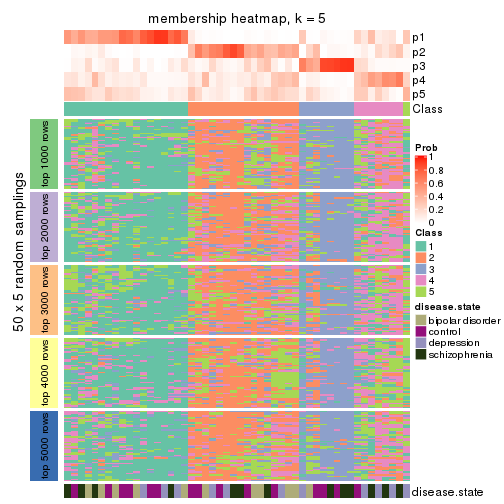 membership heatmap, k = 5
p1
p2
p3
p4
p5
Class
50 x 5 random samplings
top 1000 rows
top 2000 rows
top 3000 rows
top 4000 rows
top 5000 rows
disease.state
Prob
1
0.8
0.6
0.4
0.2
0
Class
1
2
3
4
5
disease.state
bipolar disorder
control
depression
schizophrenia